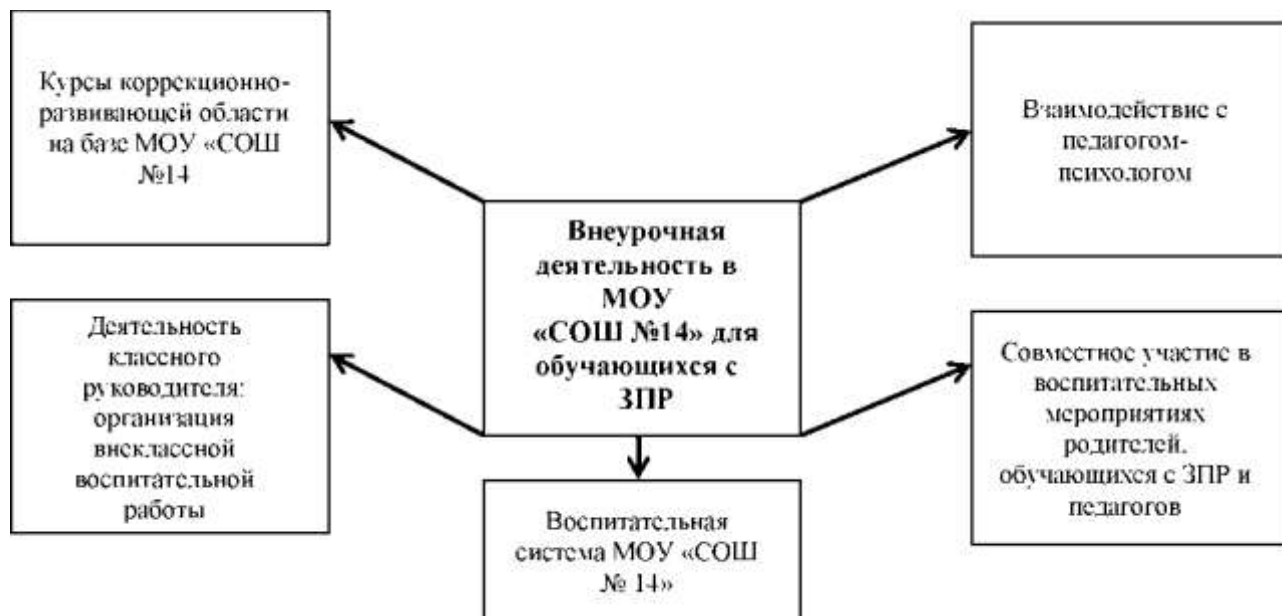 Курсы коррекционно-
развивающей области
на базе МОУ «СОШ
№14
Взаимодействие с
педагогом-
психологом
Внеурочная
деятельность в
МОУ
«СОШ №14» для
обучающихся с
ЗПР
Деятельность
классного
руководителя:
организация
внеклассной
воспитательной
работы
Совместное участие в
воспитательных
мероприятиях
родителей,
обучающихся с ЗПР и
педагогов
Воспитательная
система МОУ «СОШ
№ 14»